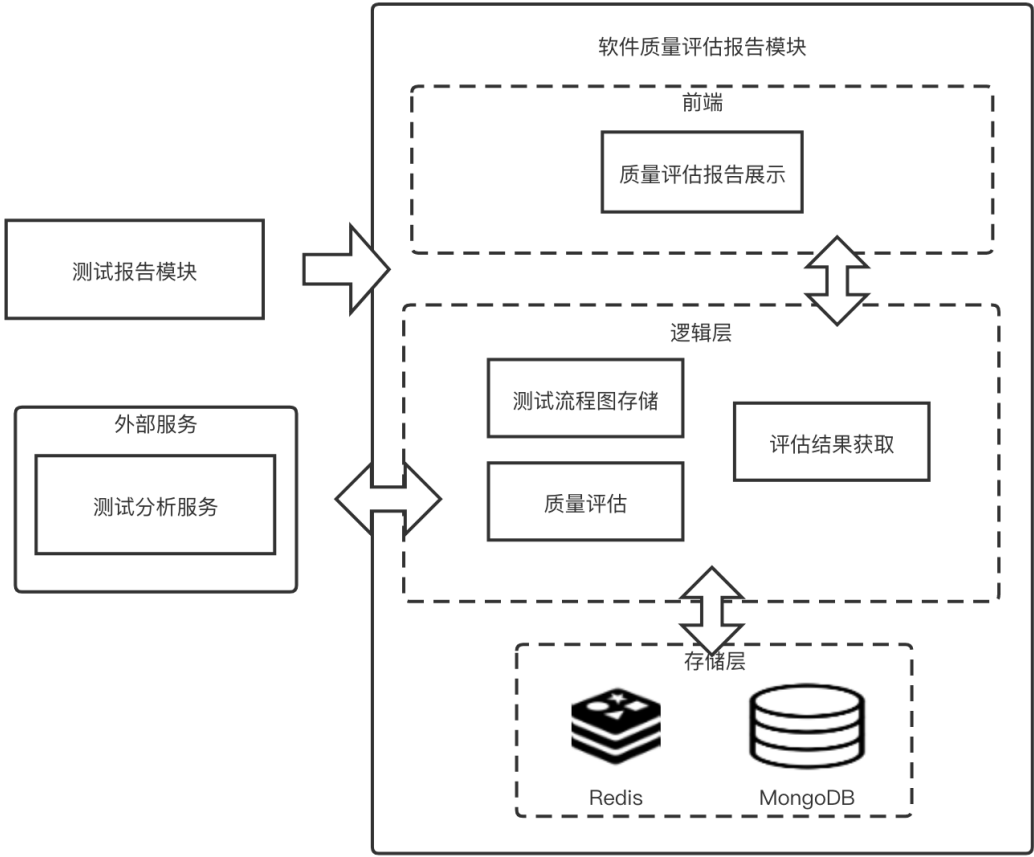 软件质量评估报告模块
前端
质量评估报告展示
测试报告模块
逻辑层
测试流程图存储
评估结果获取
质量评估
外部服务
测试分析服务
存储层
Redis
MongoDB